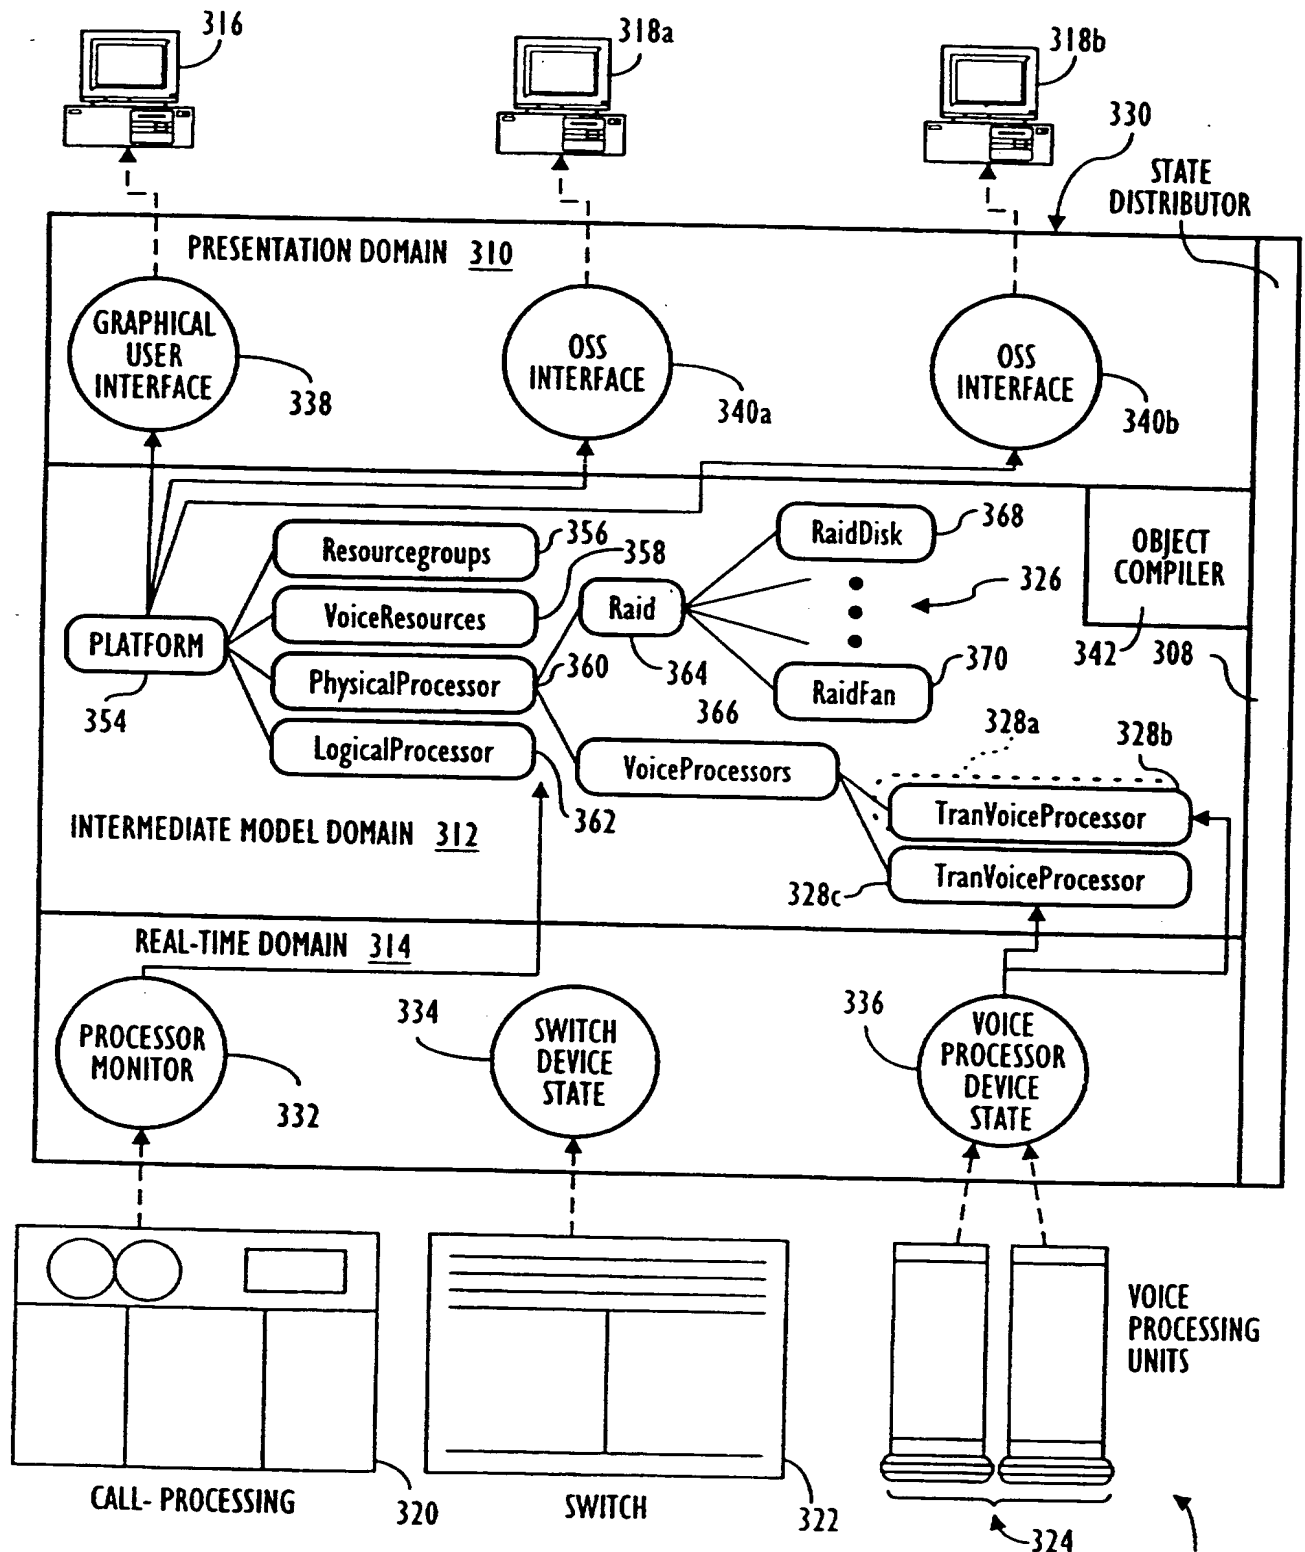 316
318a
318b
330
STATE
DISTRIBUTOR
PRESENTATION DOMAIN 310
GRAPHICAL
USER
INTERFACE
338
OSS
INTERFACE
340a
OSS
INTERFACE
340b
Resourcegroups
356
358
VoiceResources
PLATFORM
354
PhysicalProcessor
360
LogicalProcessor
362
Raid
364
366
RaidDisk
368
326
RaidFan
370
OBJECT
COMPILER
342
308
328a
328b
VoiceProcessors
TranVoiceProcessor
TranVoiceProcessor
328c
INTERMEDIATE MODEL DOMAIN 312
REAL-TIME DOMAIN 314
PROCESSOR
MONITOR
332
334
SWITCH
DEVICE
STATE
336
VOICE
PROCESSOR
DEVICE
STATE
VOICE
PROCESSING
UNITS
CALL- PROCESSING
320
SWITCH
322
324